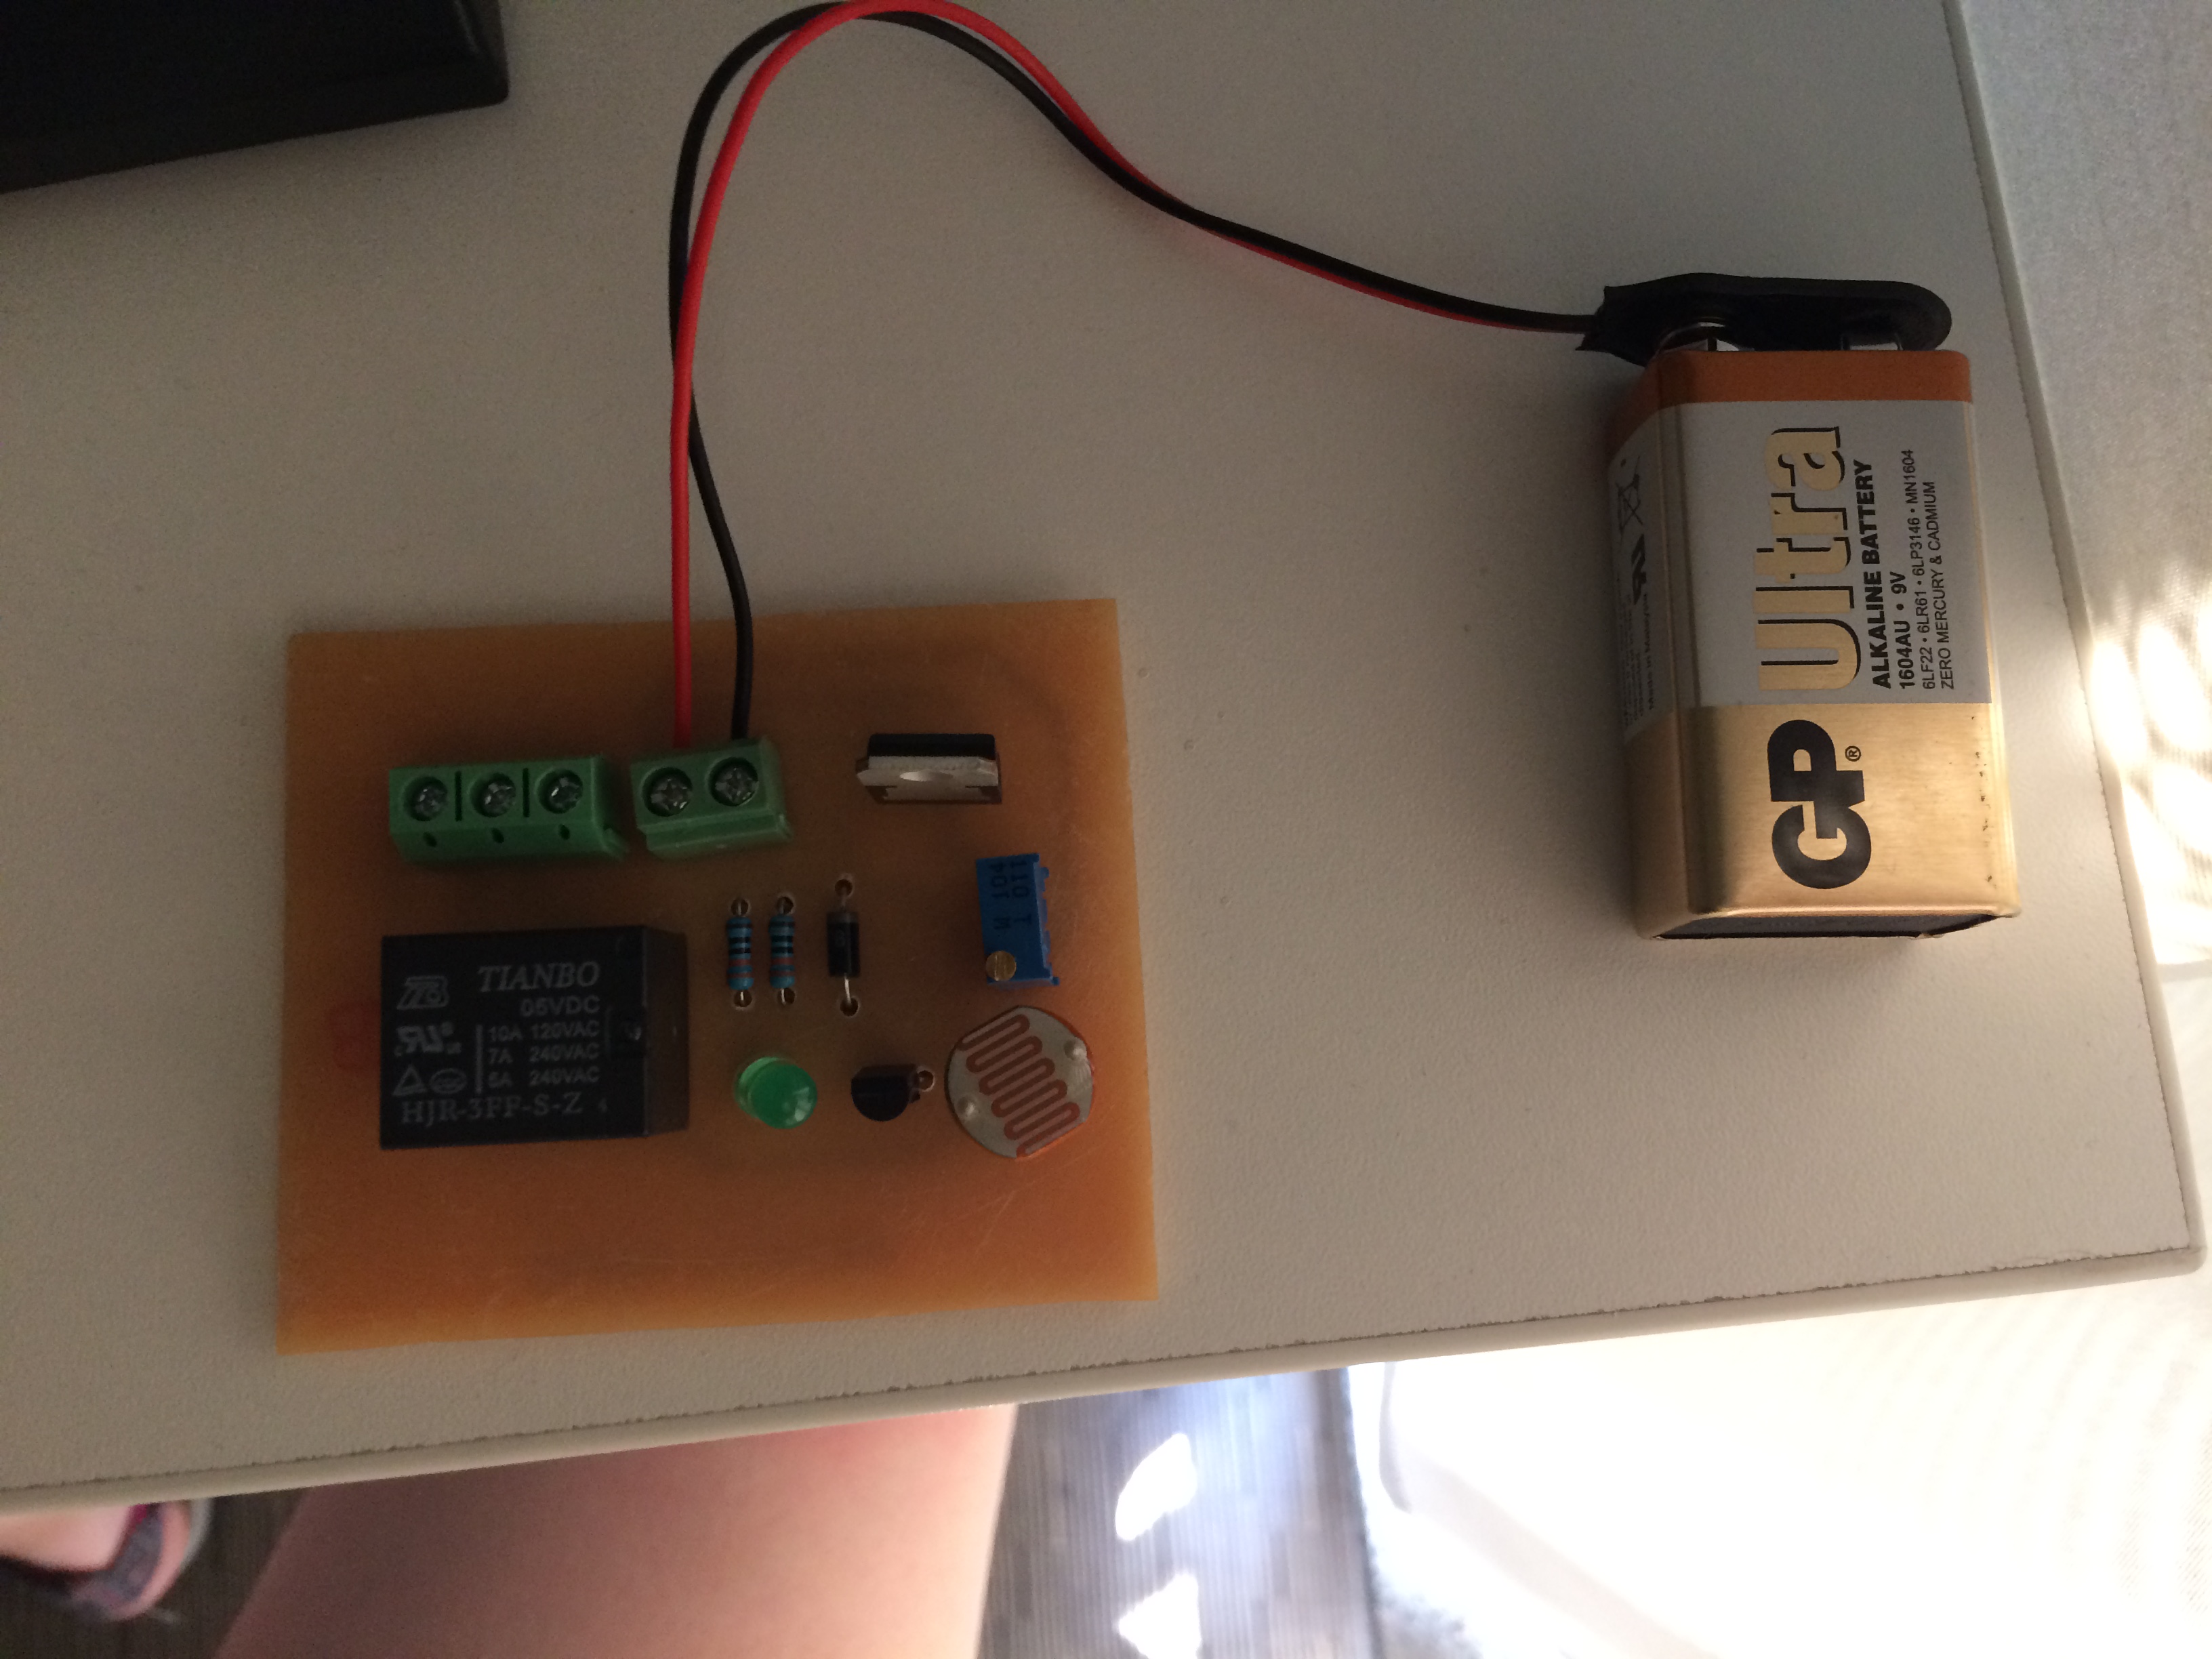 TIANBO
05VDC
10A 120VAC
7A 240VAC
5A 240VAC
HJR-3FF-S-Z
W 104
GP® Ultra
ALKALINE BATTERY
1604AU • 9V
6LF22 • 6LR61 • 6LP3146 • MN1604
ZERO MERCURY & CADMIUM